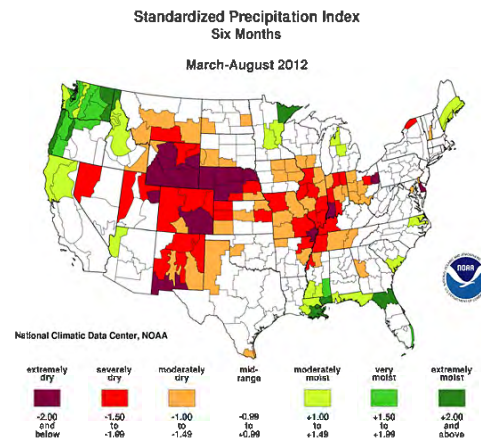 Standardized Precipitation Index
Six Months
March-August 2012
NOAA
National Climatic Data Center, NOAA
extremely dry
severely dry
moderately dry
mid-range
moderately moist
very moist
extremely moist
-2.00 and below
-1.50 to -1.99
-1.00 to -1.49
-0.99 to +0.99
+1.00 to +1.49
+1.50 to +1.99
+2.00 and above